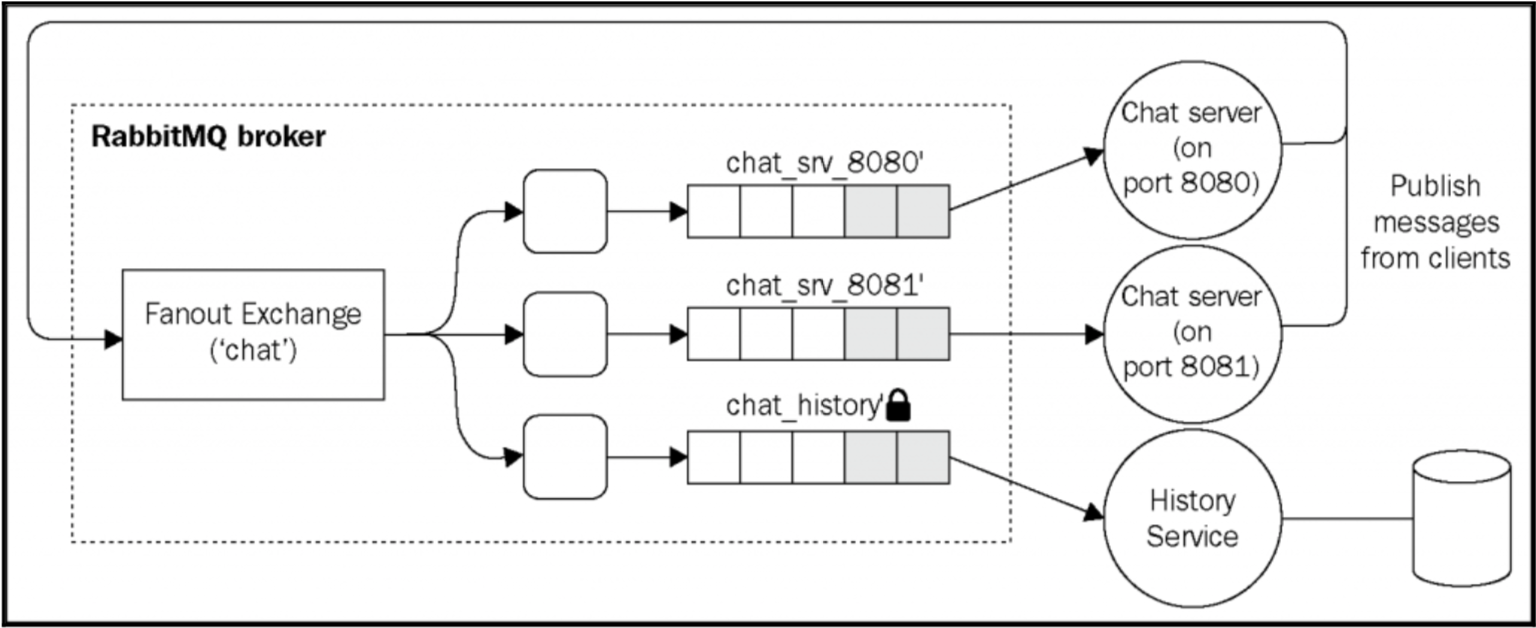 RabbitMQ broker
Fanout Exchange
(‘chat’)
chat_srv_8080'
chat_srv_8081'
chat_history'
Chat server
(on
port 8080)
Chat server
(on
port 8081)
History
Service
Publish
messages
from clients